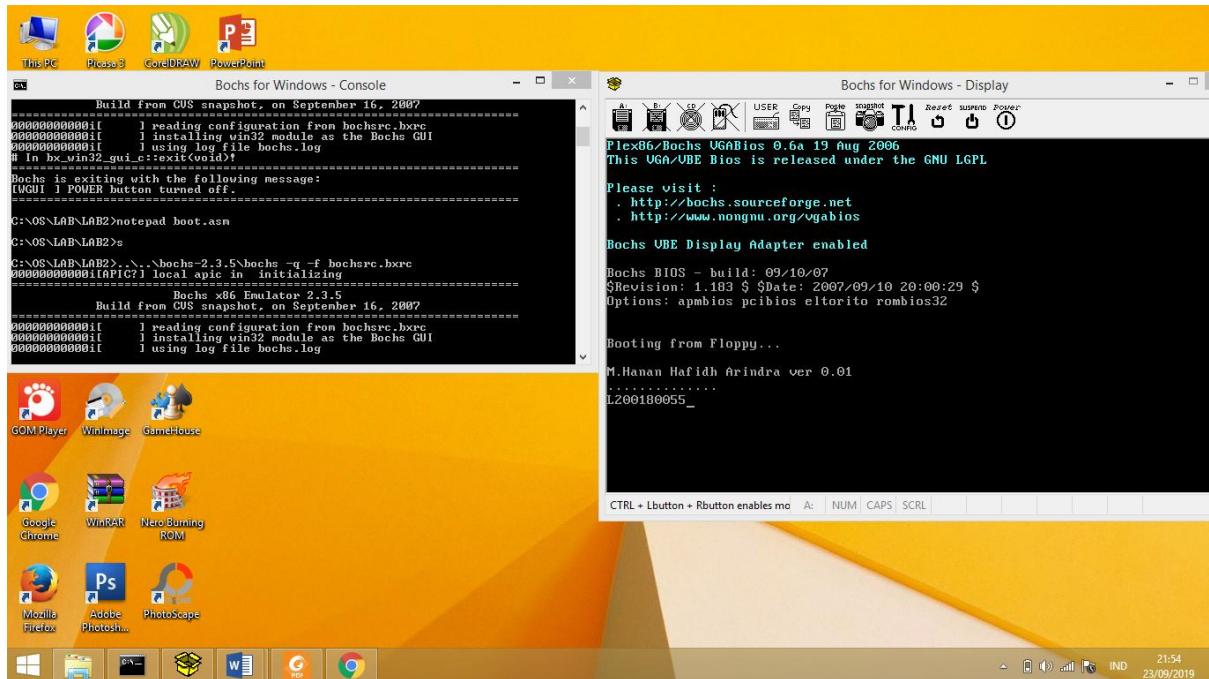 This PC
Picasa 3
CorelDRAW
PowerPoint
Bochs for Windows - Console
Build from CVS snapshot, on September 16, 2007
========================================================================
00000000000i[     ] reading configuration from bochsrc.bxrc
00000000000i[     ] installing win32 module as the Bochs GUI
00000000000i[     ] using log file bochs.log
# In bx_win32_gui_c::exit(void)!
========================================================================
Bochs is exiting with the following message:
[WGUI ] POWER button turned off.
========================================================================
C:\OS\LAB\LAB2>notepad boot.asm
C:\OS\LAB\LAB2>s
C:\OS\LAB\LAB2>..\..\bochs-2.3.5\bochs -q -f bochsrc.bxrc
00000000000i[APIC?] local apic in  initializing
========================================================================
Bochs x86 Emulator 2.3.5
Build from CVS snapshot, on September 16, 2007
========================================================================
00000000000i[     ] reading configuration from bochsrc.bxrc
00000000000i[     ] installing win32 module as the Bochs GUI
00000000000i[     ] using log file bochs.log
Bochs for Windows - Display
A: B: CD USER Copy Paste snapshot CONFIG Reset SUSPEND Power
Plex86/Bochs VGABios 0.6a 19 Aug 2006
This VGA/VBE Bios is released under the GNU LGPL
Please visit :
. http://bochs.sourceforge.net
. http://www.nongnu.org/vgabios
Bochs VBE Display Adapter enabled
Bochs BIOS - build: 09/10/07
$Revision: 1.183 $ $Date: 2007/09/10 20:00:29 $
Options: apmbios pcibios eltorito rombios32
Booting from Floppy...
M.Hanan Hafidh Arindra ver 0.01
..............
L200180055_
CTRL + Lbutton + Rbutton enables mo A: NUM CAPS SCRL
GOM Player
WinImage
GameHouse
Google Chrome
WinRAR
Nero Burning ROM
Mozilla Firefox
Ps
Adobe Photosh...
PhotoScape
PDF
IND
21:54
23/09/2019